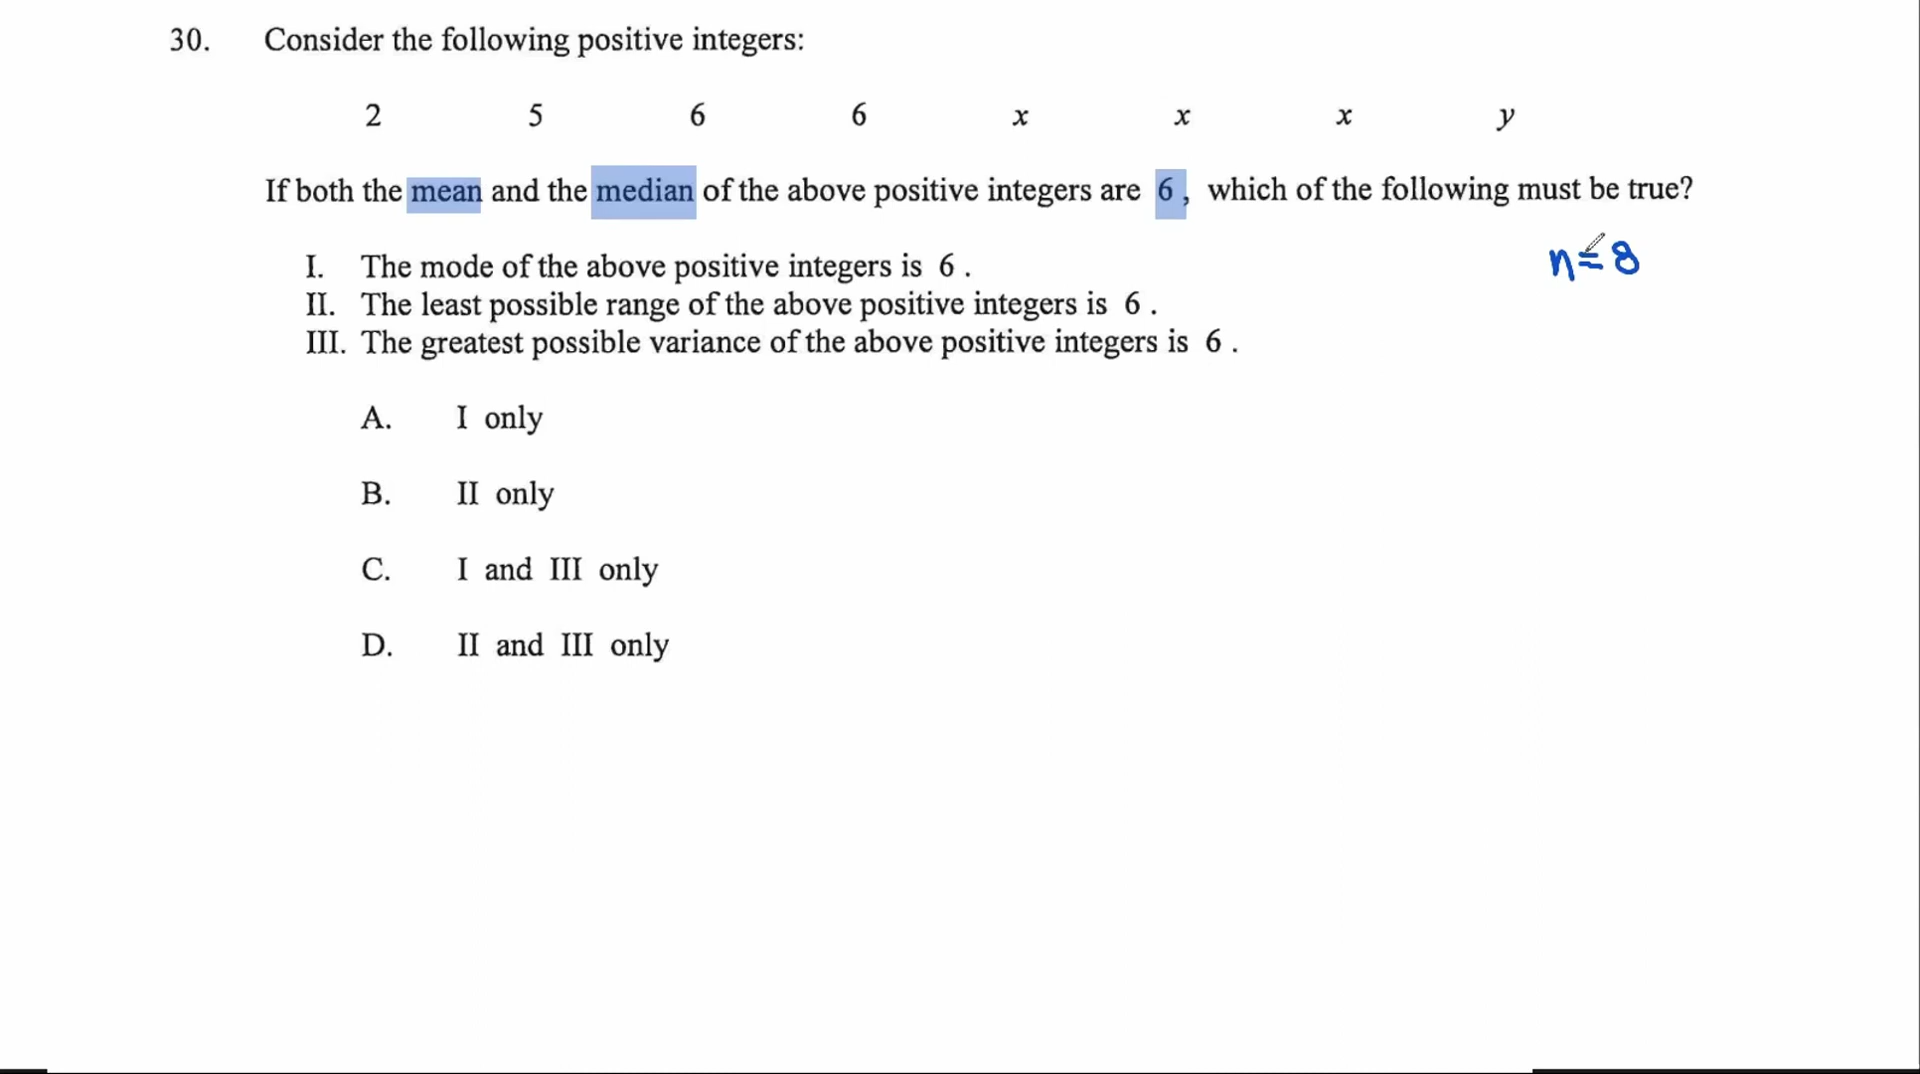 30. Consider the following positive integers:
2 5 6 6 x x x y
If both the mean and the median of the above positive integers are 6 , which of the following must be true?
n=8
I. The mode of the above positive integers is 6 .
II. The least possible range of the above positive integers is 6 .
III. The greatest possible variance of the above positive integers is 6 .
A. I only
B. II only
C. I and III only
D. II and III only